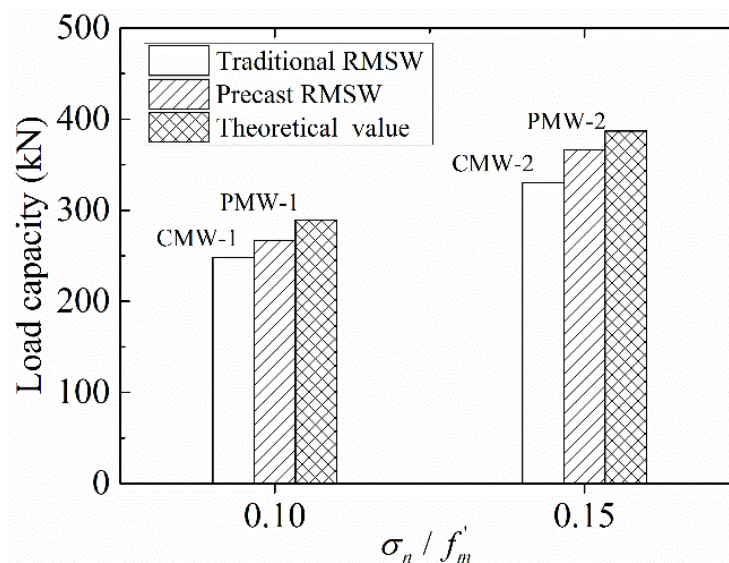 500
400
300
200
100
0
Load capacity (kN)
Traditional RMSW
Precast RMSW
Theoretical value
CMW-1
PMW-1
CMW-2
PMW-2
0.10
0.15
σn / f'm